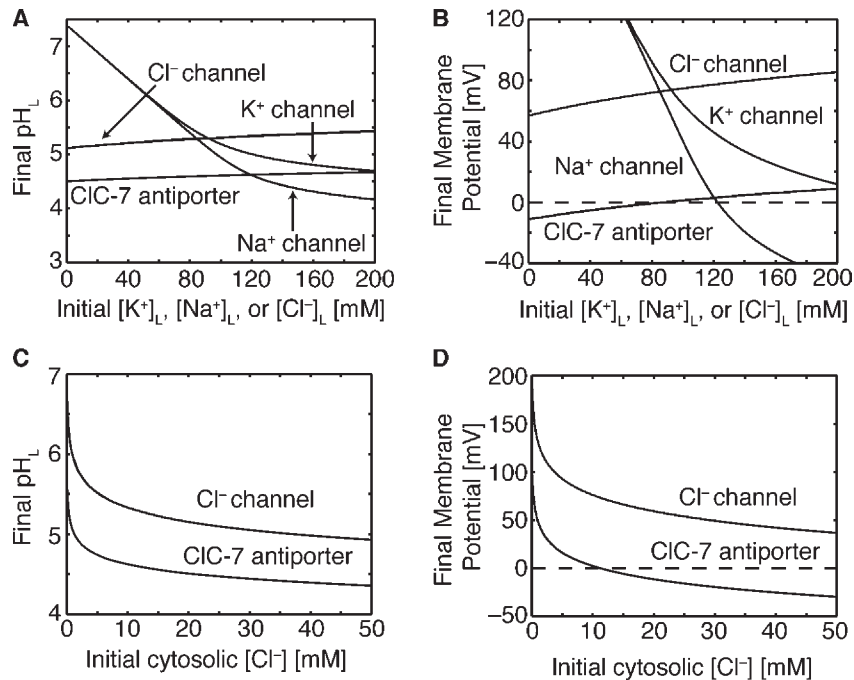 A
7
6
5
4
3
Final pH_L
Cl⁻ channel
K⁺ channel
ClC-7 antiporter
Na⁺ channel
0 40 80 120 160 200
Initial [K⁺]_L, [Na⁺]_L, or [Cl⁻]_L [mM]
B
120
80
40
0
−40
Final Membrane
Potential [mV]
Cl⁻ channel
K⁺ channel
Na⁺ channel
ClC-7 antiporter
0 40 80 120 160 200
Initial [K⁺]_L, [Na⁺]_L, or [Cl⁻]_L [mM]
C
7
6
5
4
Final pH_L
Cl⁻ channel
ClC-7 antiporter
0 10 20 30 40 50
Initial cytosolic [Cl⁻] [mM]
D
200
150
100
50
0
−50
Final Membrane
Potential [mV]
Cl⁻ channel
ClC-7 antiporter
0 10 20 30 40 50
Initial cytosolic [Cl⁻] [mM]